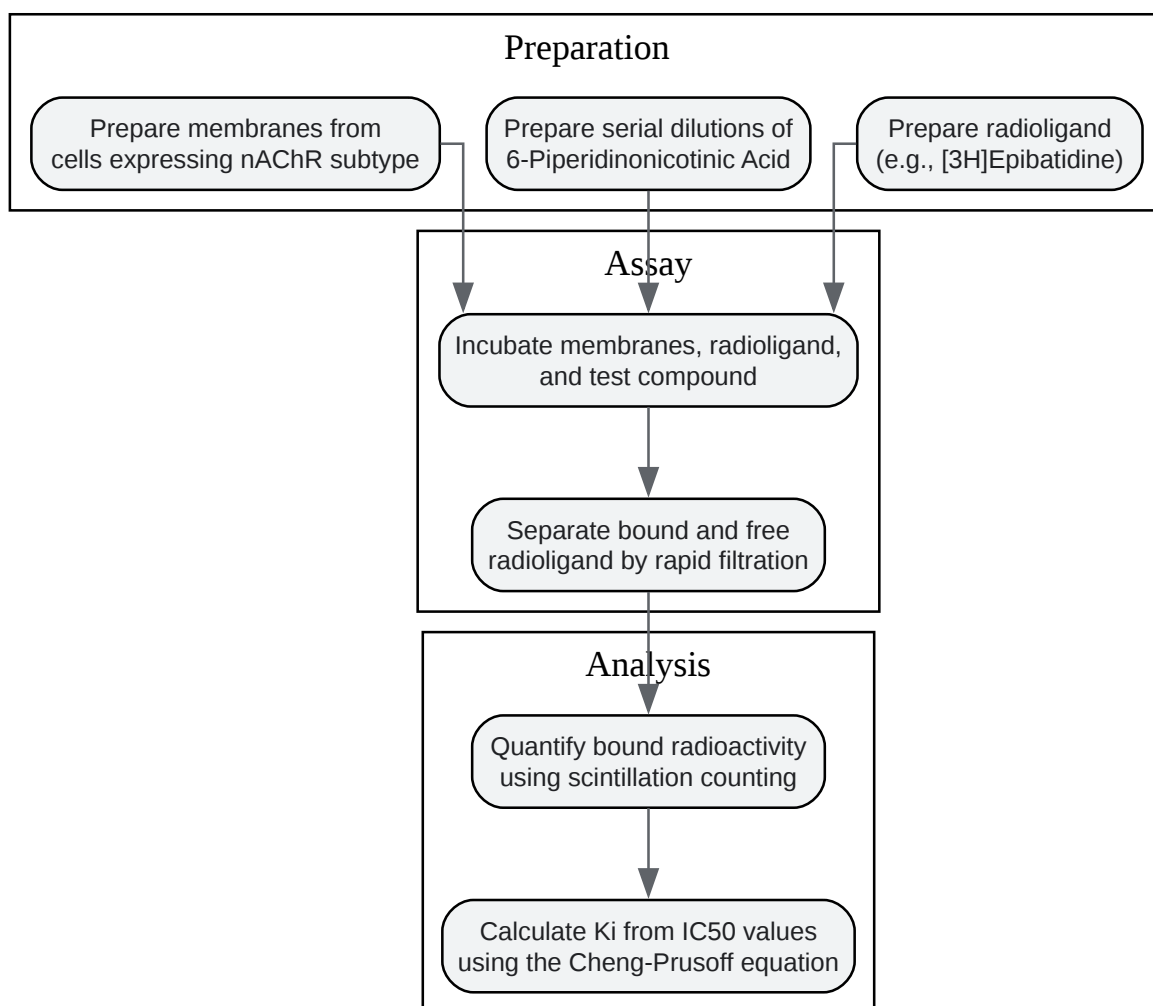 Preparation
Prepare membranes from
cells expressing nAChR subtype
Prepare serial dilutions of
6-Piperidinonicotinic Acid
Prepare radioligand
(e.g., [3H]Epibatidine)
Assay
Incubate membranes, radioligand,
and test compound
Separate bound and free
radioligand by rapid filtration
Analysis
Quantify bound radioactivity
using scintillation counting
Calculate Ki from IC50 values
using the Cheng-Prusoff equation